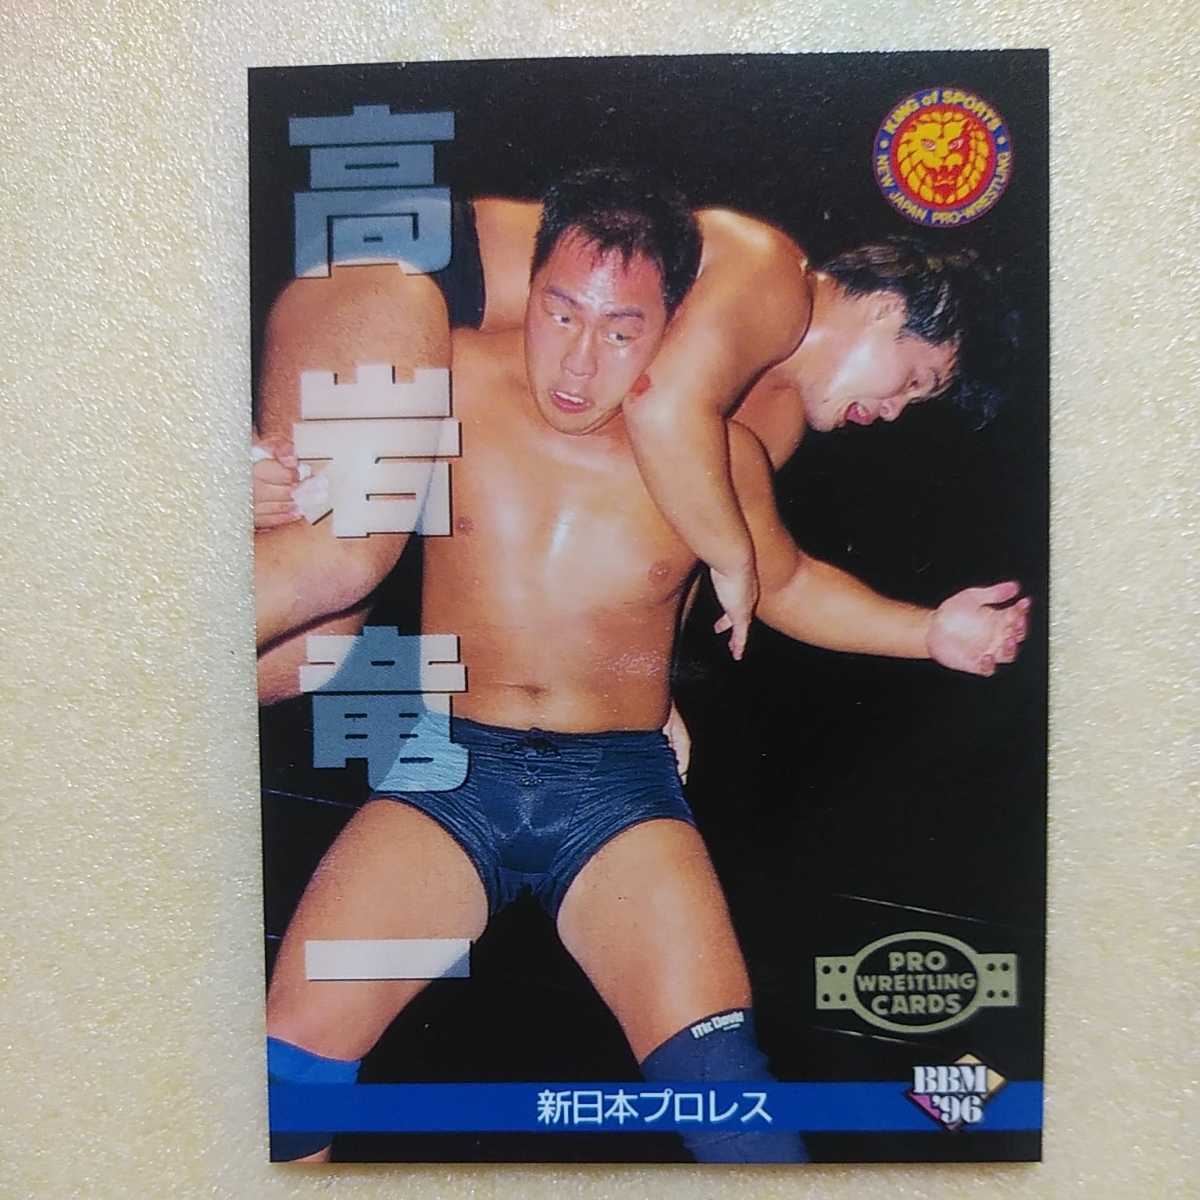 高岩竜一
KING of SPORTS
NEW JAPAN PRO-WRESTLING
PRO
WRESTLING
CARDS
新日本プロレス
BBM
'96